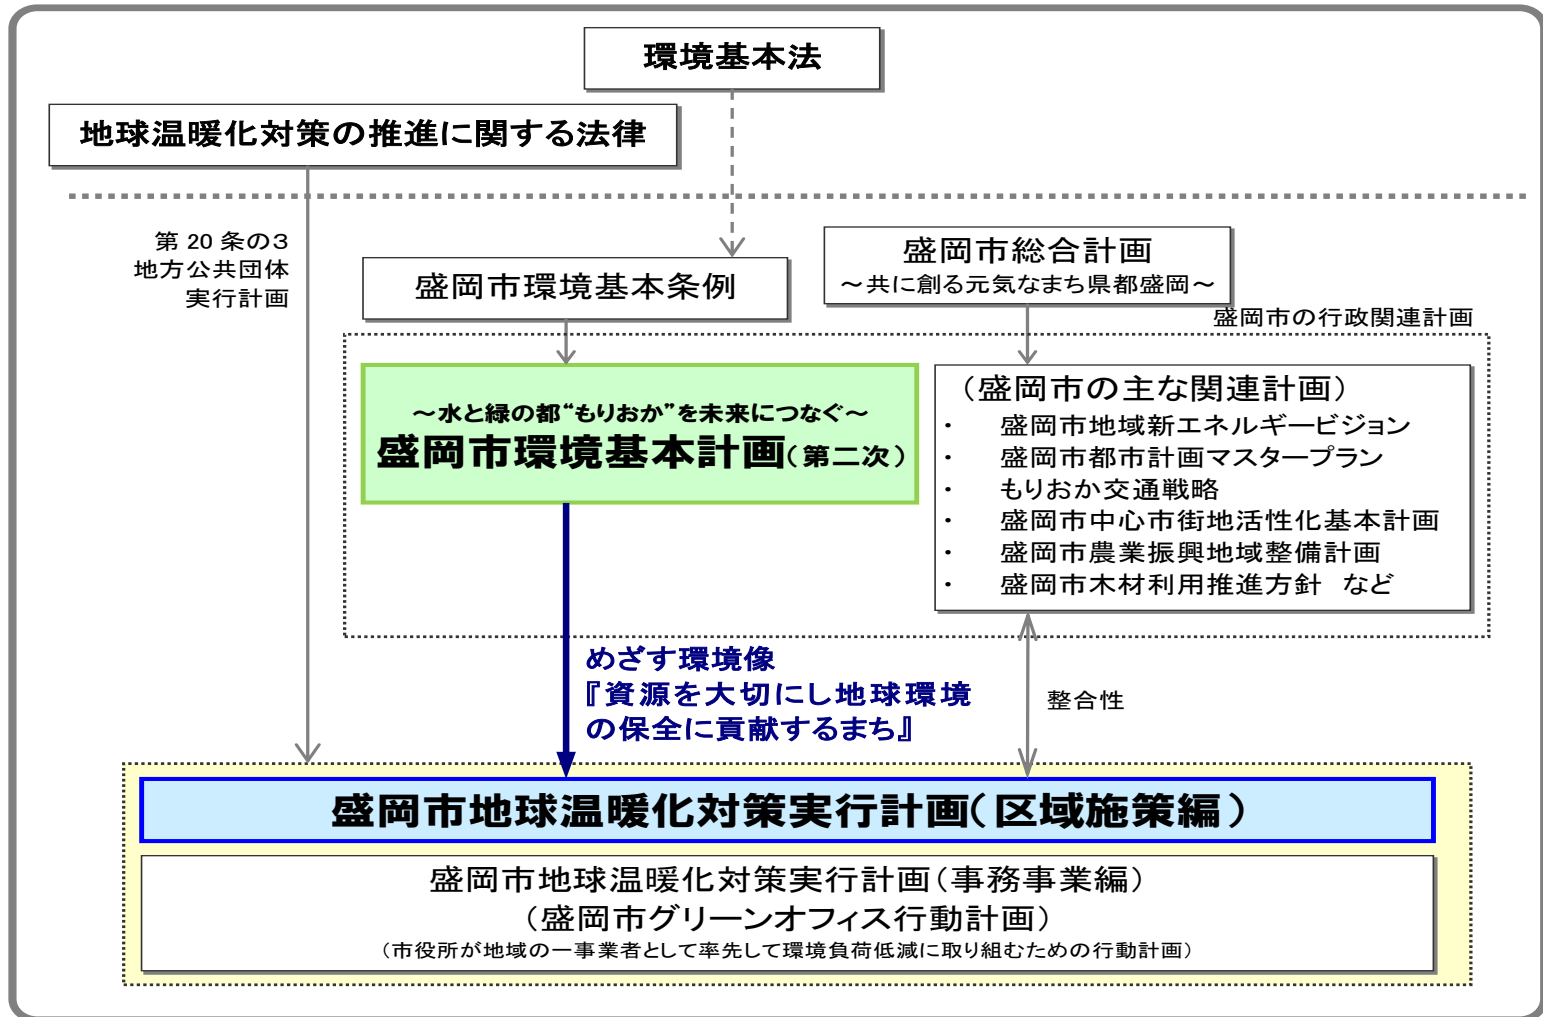 環境基本法
地球温暖化対策の推進に関する法律
第 20 条の3
地方公共団体
実行計画
盛岡市環境基本条例
盛岡市総合計画
～共に創る元気なまち県都盛岡～
盛岡市の行政関連計画
～水と緑の都“もりおか”を未来につなぐ～
盛岡市環境基本計画（第二次）
（盛岡市の主な関連計画）
・ 盛岡市地域新エネルギービジョン
・ 盛岡市都市計画マスタープラン
・ もりおか交通戦略
・ 盛岡市中心市街地活性化基本計画
・ 盛岡市農業振興地域整備計画
・ 盛岡市木材利用推進方針　など
めざす環境像
『資源を大切にし地球環境
の保全に貢献するまち』
整合性
盛岡市地球温暖化対策実行計画（区域施策編）
盛岡市地球温暖化対策実行計画（事務事業編）
（盛岡市グリーンオフィス行動計画）
（市役所が地域の一事業者として率先して環境負荷低減に取り組むための行動計画）